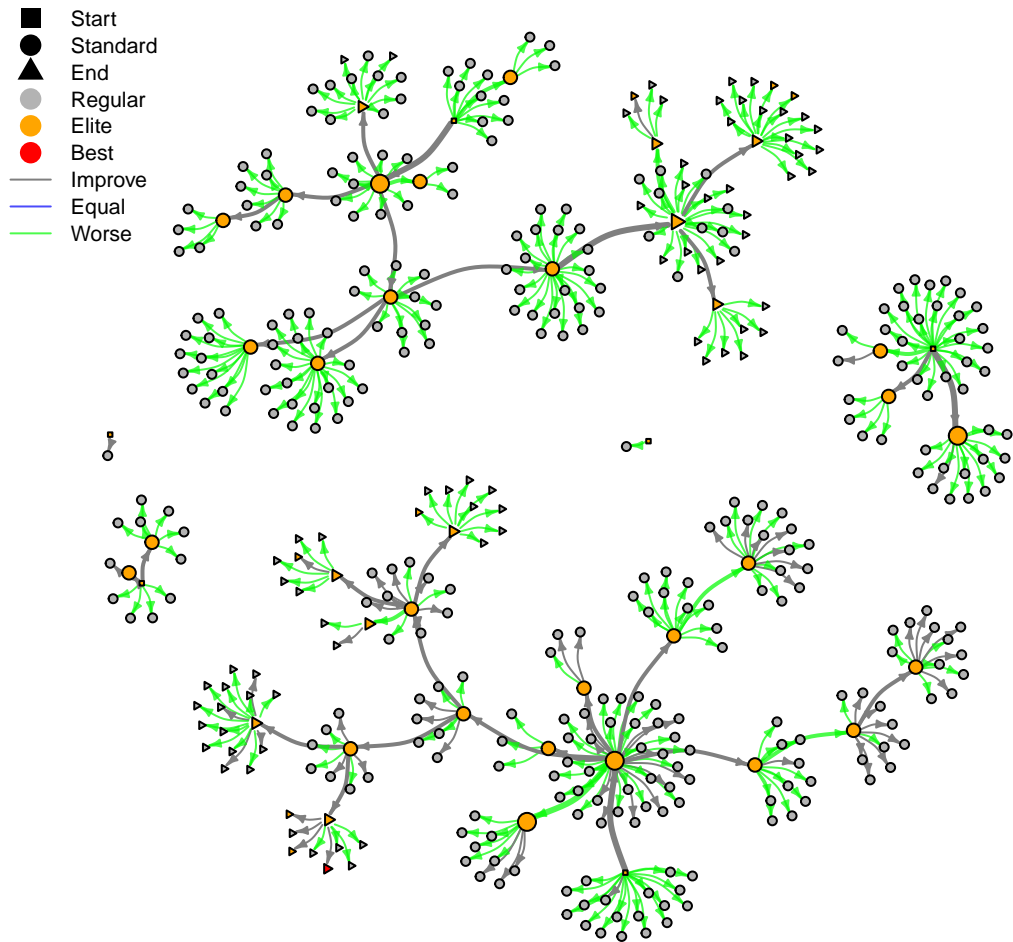 Start
Standard
End
Regular
Elite
Best
Improve
Equal
Worse